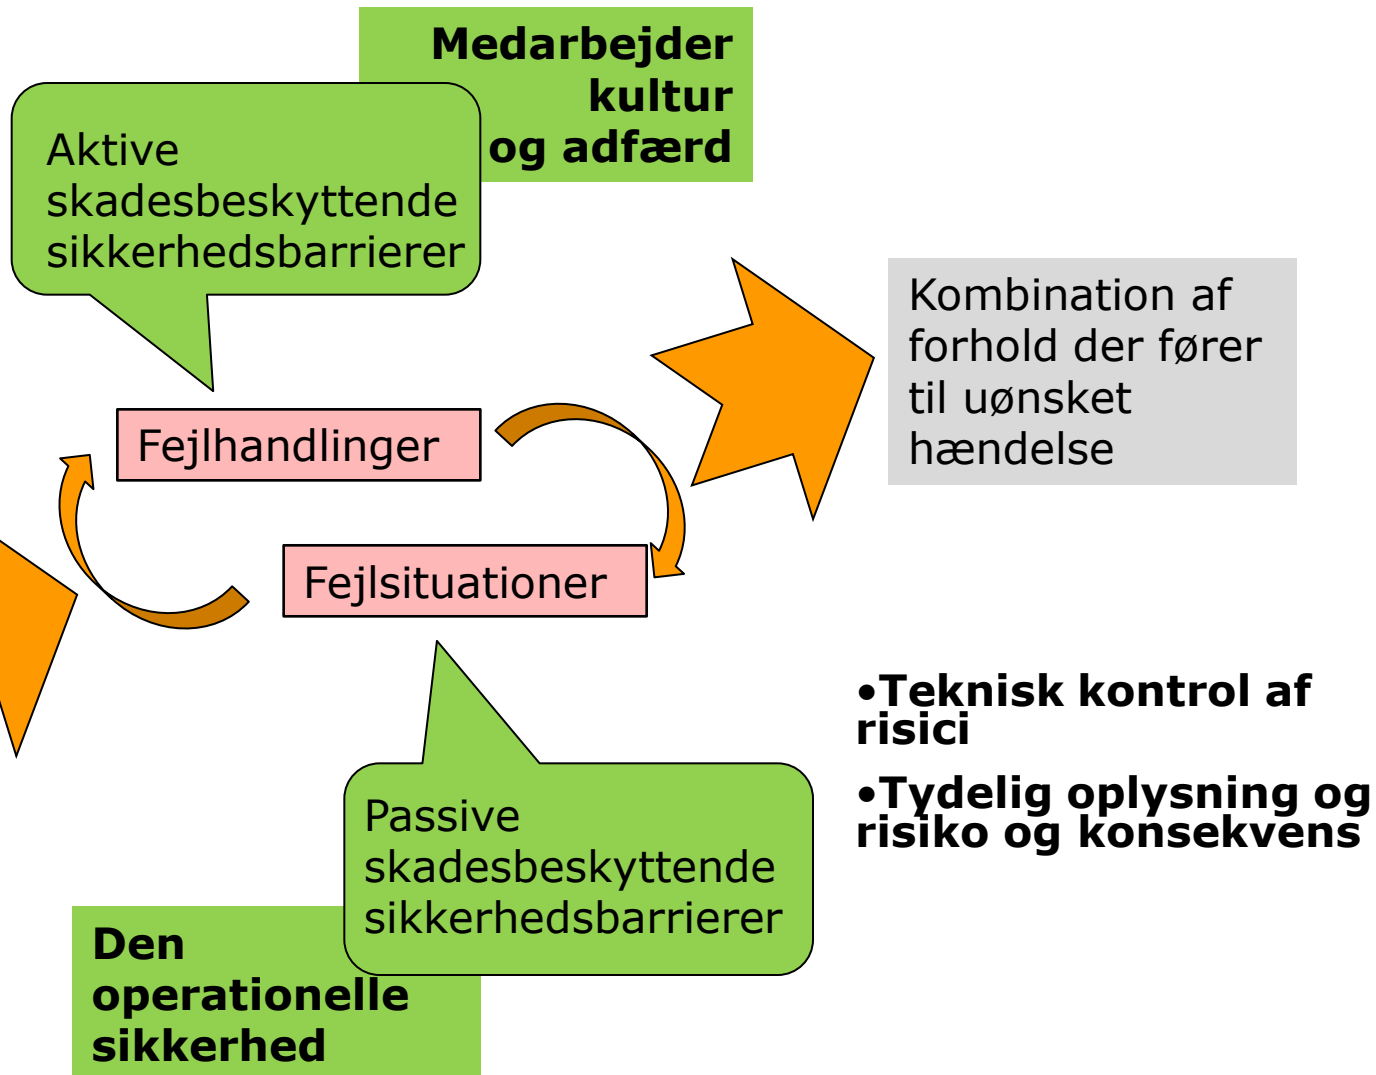 Medarbejder
kultur
og adfærd
Aktive
skadesbeskyttende
sikkerhedsbarrierer
Kombination af
forhold der fører
til uønsket
hændelse
Fejlhandlinger
Fejlsituationer
•Teknisk kontrol af
risici
•Tydelig oplysning og
risiko og konsekvens
Passive
skadesbeskyttende
sikkerhedsbarrierer
Den
operationelle
sikkerhed